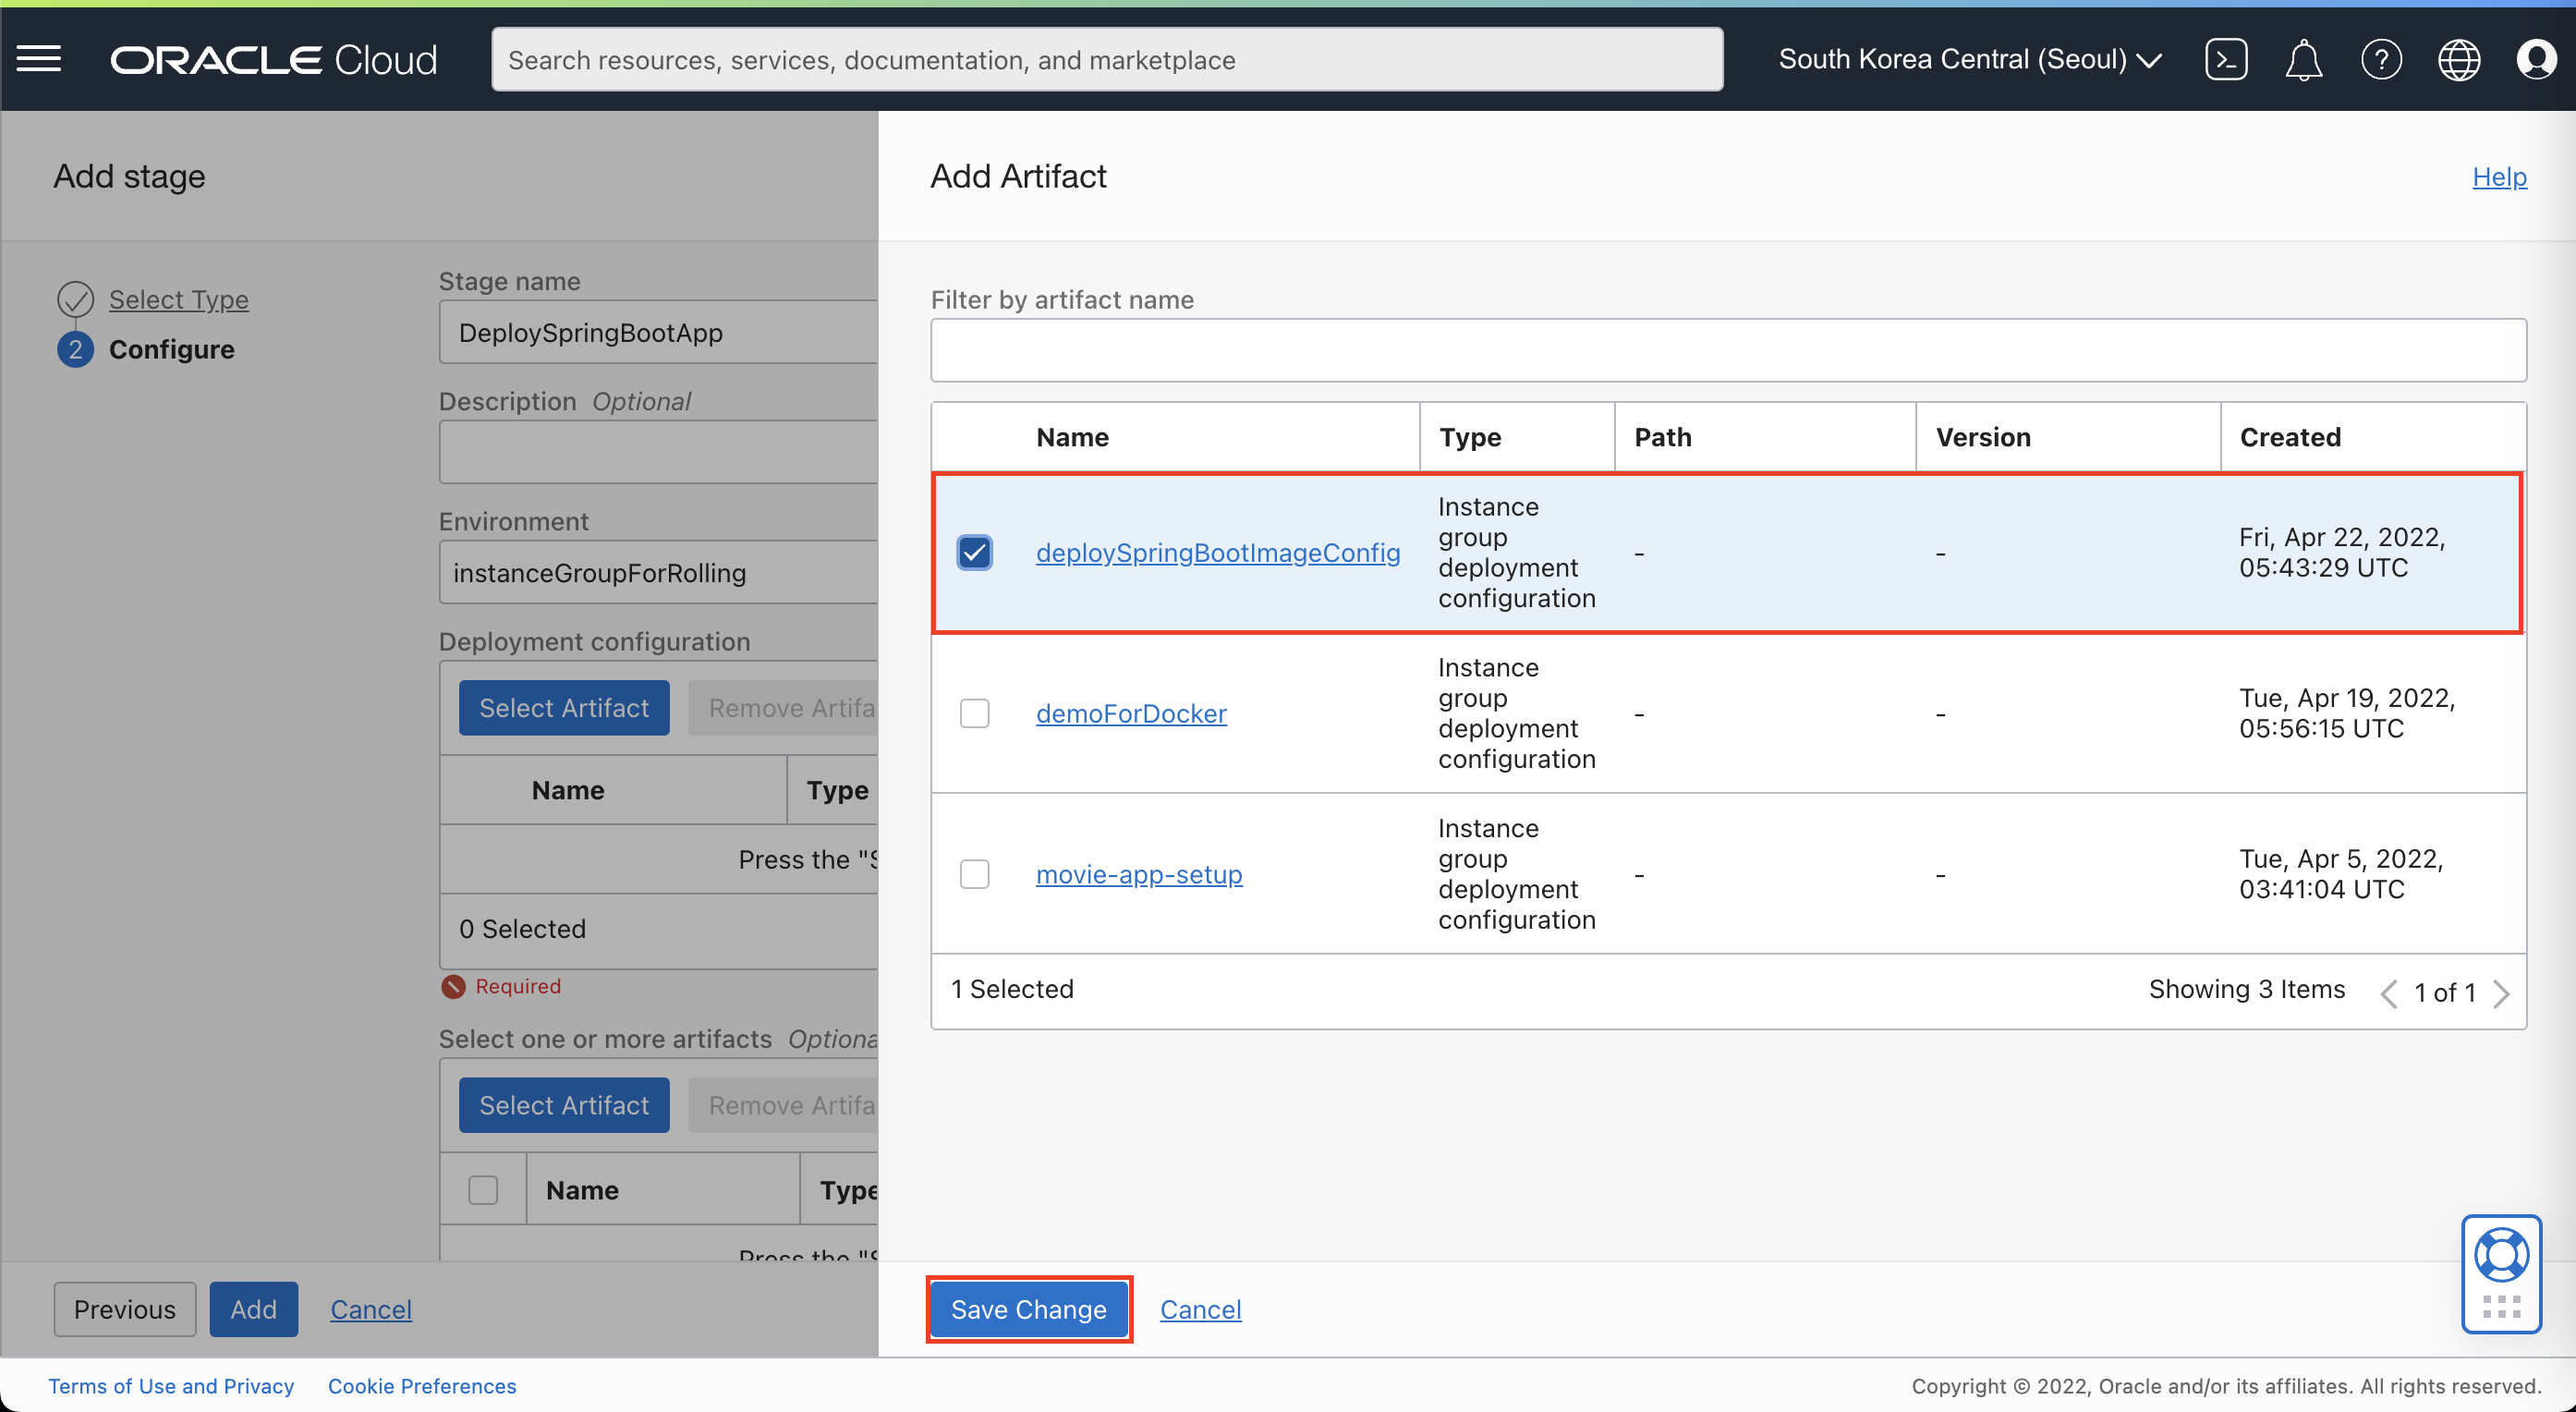 ORACLE Cloud
Search resources, services, documentation, and marketplace
South Korea Central (Seoul)
Add stage
Select Type
2 Configure
Stage name
DeploySpringBootApp
Description Optional
Environment
instanceGroupForRolling
Deployment configuration
Select Artifact Remove Artifa
Name Type
Press the "S
0 Selected
Required
Select one or more artifacts Optiona
Select Artifact Remove Artifa
Name Type
Press the "S
Previous Add Cancel
Add Artifact
Help
Filter by artifact name
Name Type Path Version Created
deploySpringBootImageConfig
Instance
group
deployment
configuration
-
-
Fri, Apr 22, 2022,
05:43:29 UTC
demoForDocker
Instance
group
deployment
configuration
-
-
Tue, Apr 19, 2022,
05:56:15 UTC
movie-app-setup
Instance
group
deployment
configuration
-
-
Tue, Apr 5, 2022,
03:41:04 UTC
1 Selected
Showing 3 Items 1 of 1
Save Change Cancel
Terms of Use and Privacy Cookie Preferences
Copyright © 2022, Oracle and/or its affiliates. All rights reserved.